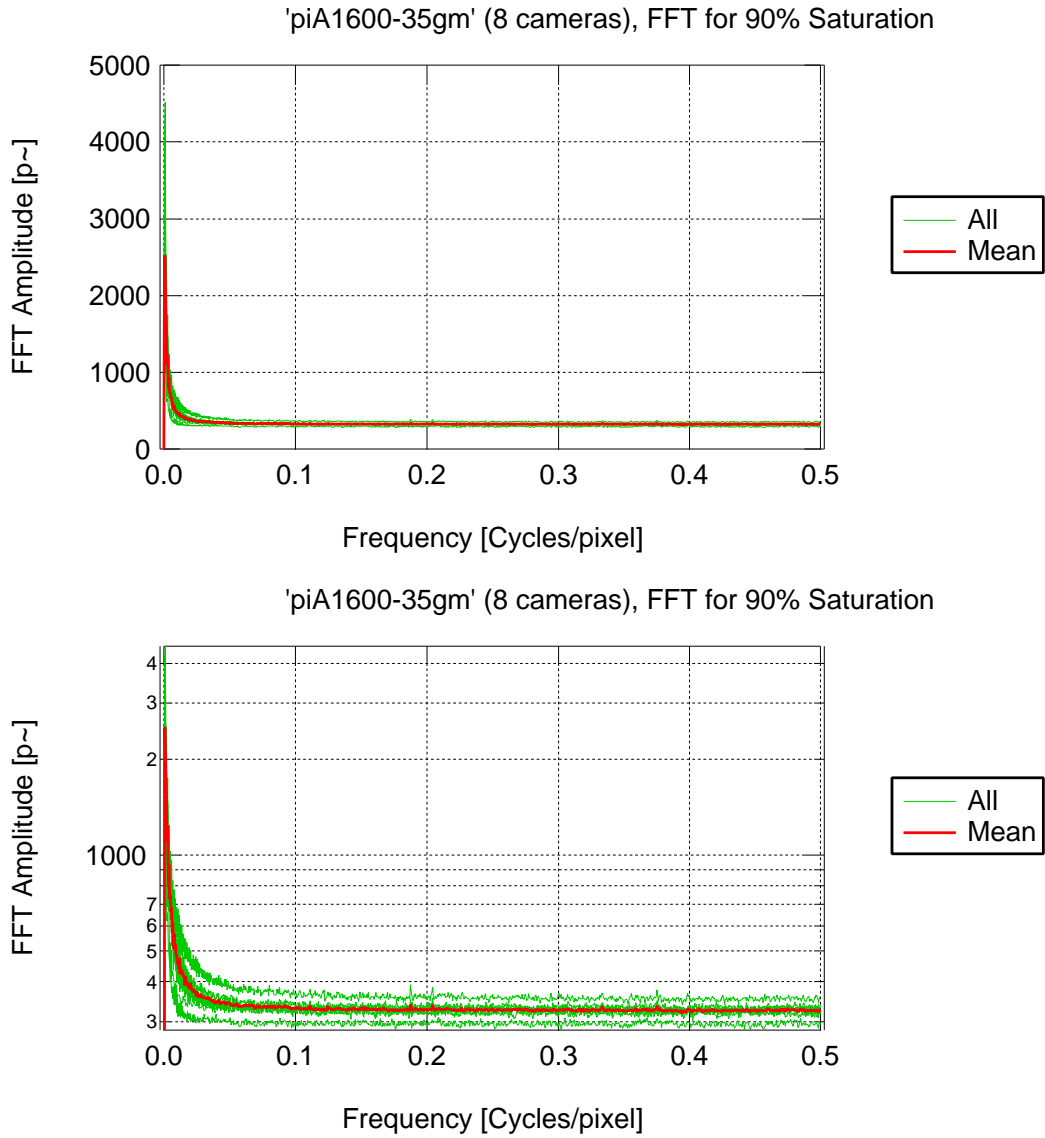 'piA1600-35gm' (8 cameras), FFT for 90% Saturation
5000
4000
3000
2000
1000
0
FFT Amplitude [p~]
0.0 0.1 0.2 0.3 0.4 0.5
Frequency [Cycles/pixel]
All
Mean
'piA1600-35gm' (8 cameras), FFT for 90% Saturation
4
3
2
1000
7
6
5
4
3
FFT Amplitude [p~]
0.0 0.1 0.2 0.3 0.4 0.5
Frequency [Cycles/pixel]
All
Mean